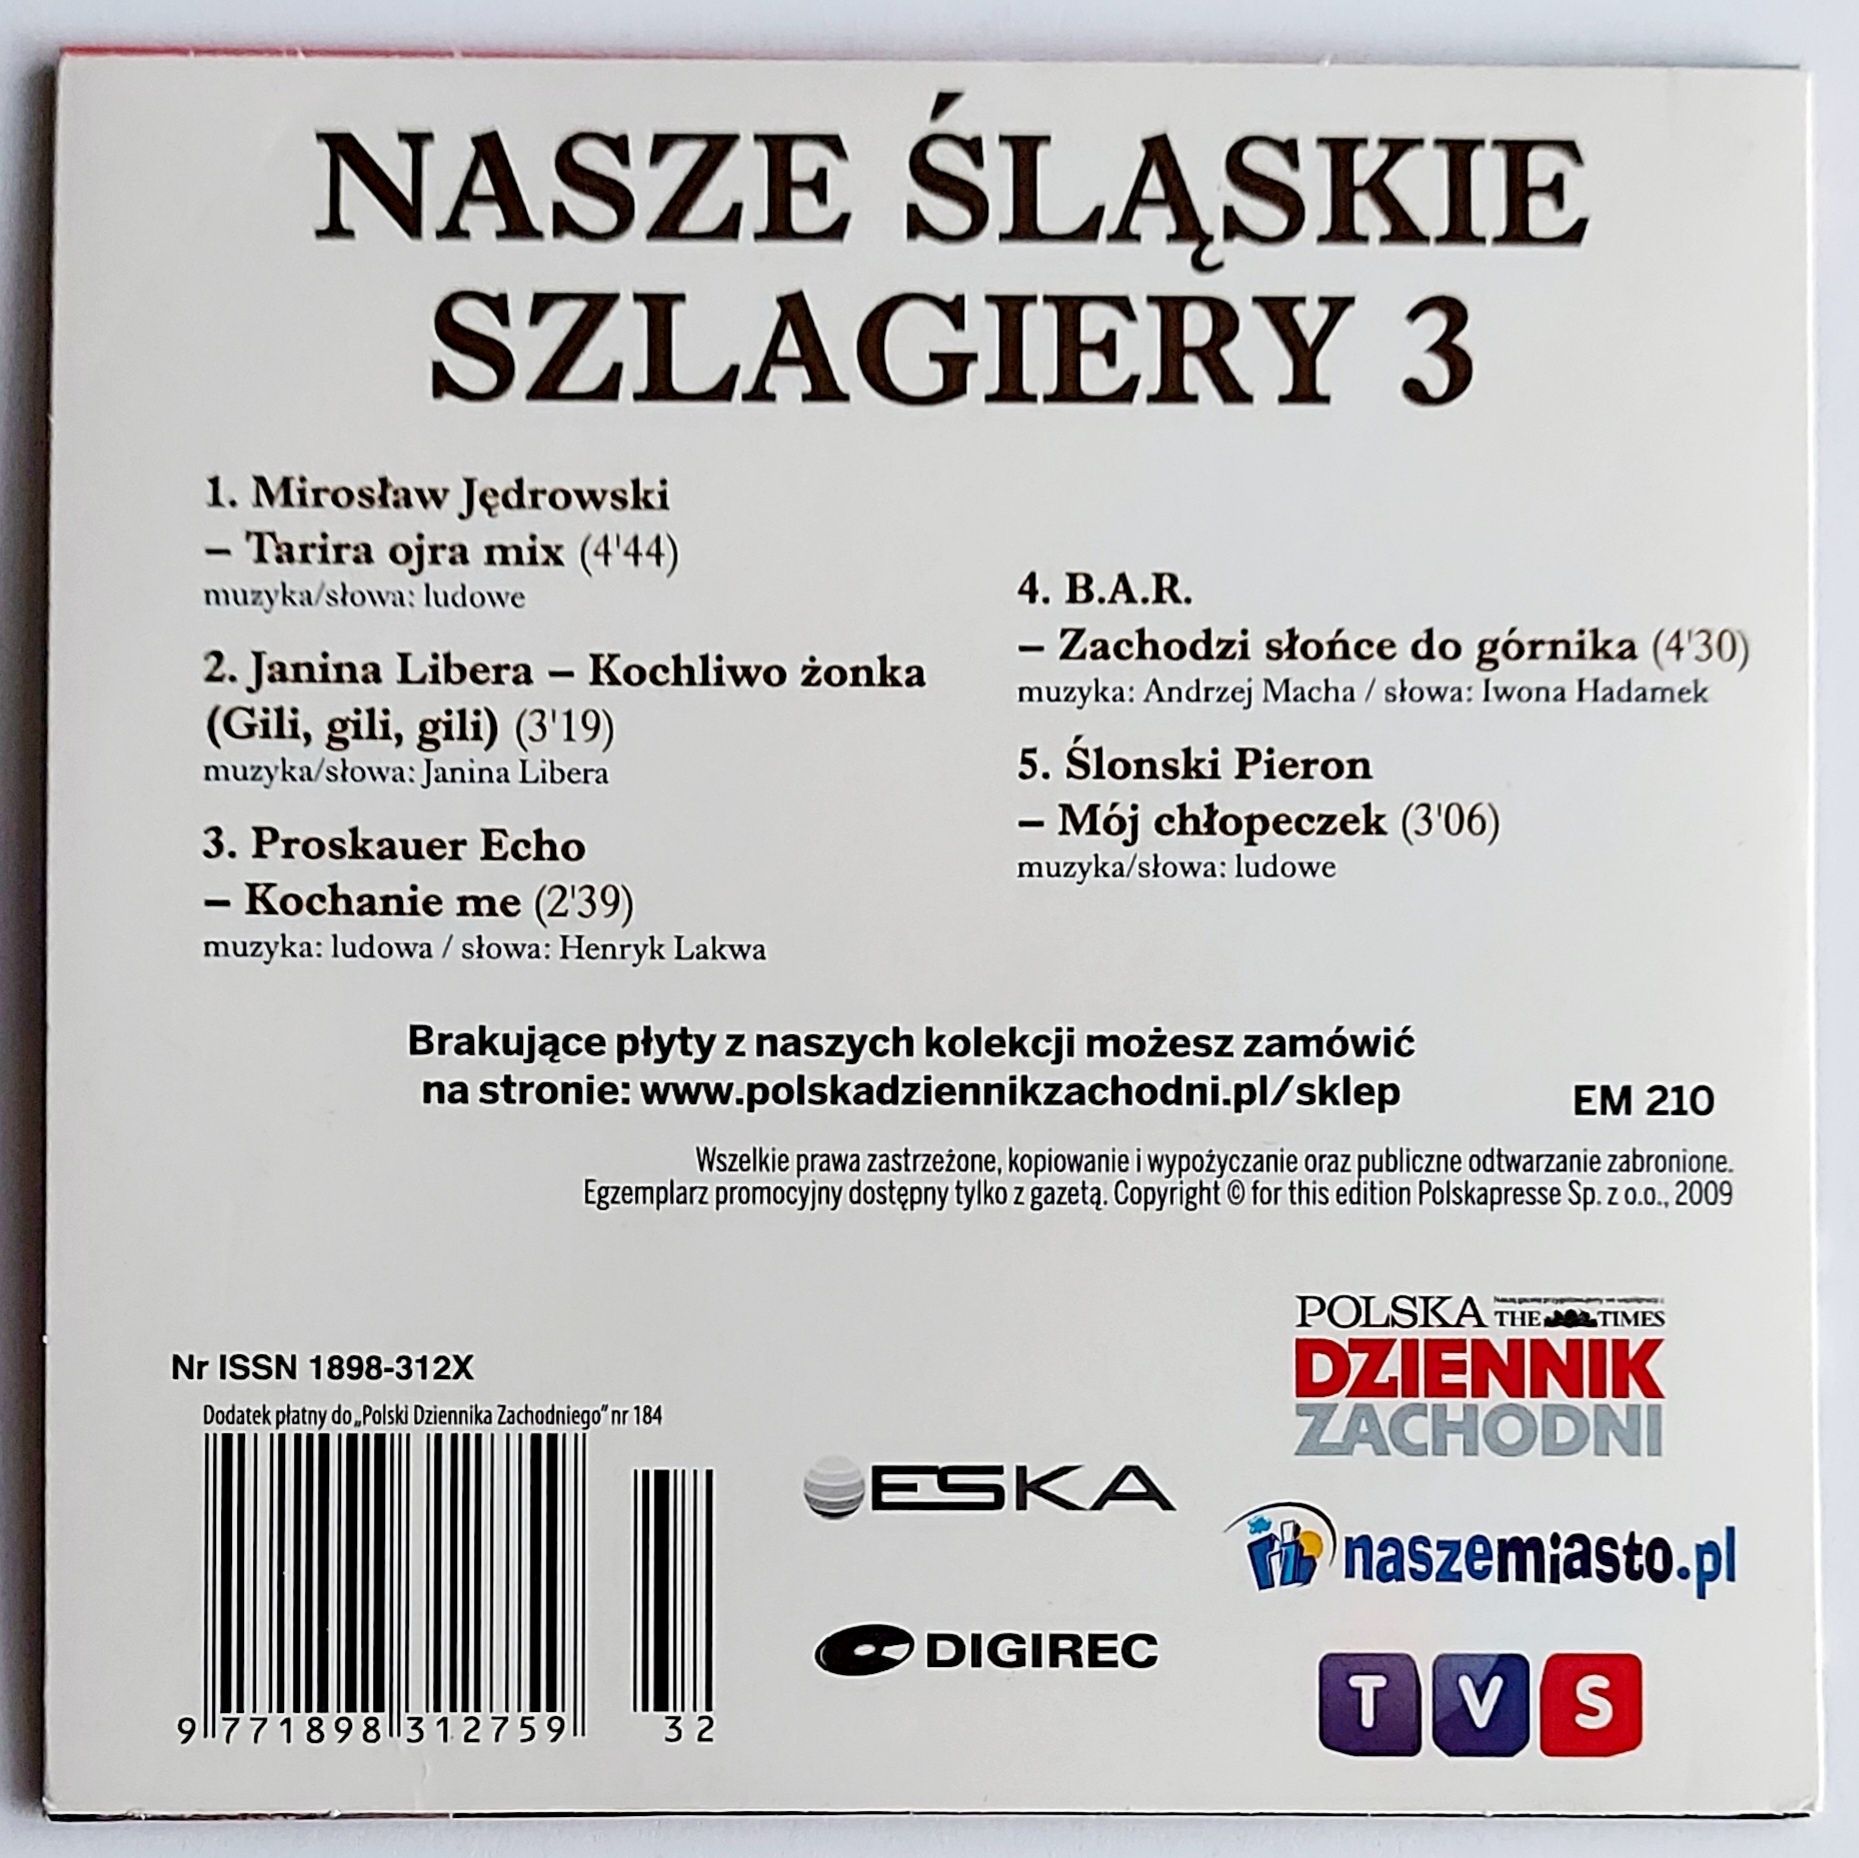 NASZE ŚLĄSKIE
SZLAGIERY 3
1. Mirosław Jędrowski
– Tarira ojra mix (4'44)
muzyka/słowa: ludowe
2. Janina Libera – Kochliwo żonka
(Gili, gili, gili) (3'19)
muzyka/słowa: Janina Libera
3. Proskauer Echo
– Kochanie me (2'39)
muzyka: ludowa / słowa: Henryk Lakwa
4. B.A.R.
– Zachodzi słońce do górnika (4'30)
muzyka: Andrzej Macha / słowa: Iwona Hadamek
5. Ślonski Pieron
– Mój chłopeczek (3'06)
muzyka/słowa: ludowe
Brakujące płyty z naszych kolekcji możesz zamówić
na stronie: www.polskadziennikzachodni.pl/sklep
EM 210
Wszelkie prawa zastrzeżone, kopiowanie i wypożyczanie oraz publiczne odtwarzanie zabronione.
Egzemplarz promocyjny dostępny tylko z gazetą. Copyright © for this edition Polskapresse Sp. z o.o., 2009
Nr ISSN 1898-312X
Dodatek płatny do „Polski Dziennika Zachodniego" nr 184
9 771898 312759 32
ESKA
DIGIREC
POLSKA THE TIMES
DZIENNIK
ZACHODNI
naszemiasto.pl
TVS